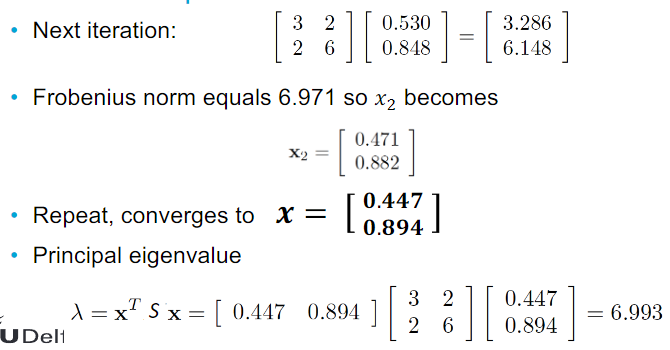 • Next iteration: [ 3 2 ; 2 6 ] [ 0.530 ; 0.848 ] = [ 3.286 ; 6.148 ]
• Frobenius norm equals 6.971 so x₂ becomes
x₂ = [ 0.471 ; 0.882 ]
• Repeat, converges to x = [ 0.447 ; 0.894 ]
• Principal eigenvalue
λ = xᵀ S x = [ 0.447 0.894 ] [ 3 2 ; 2 6 ] [ 0.447 ; 0.894 ] = 6.993
UDelf